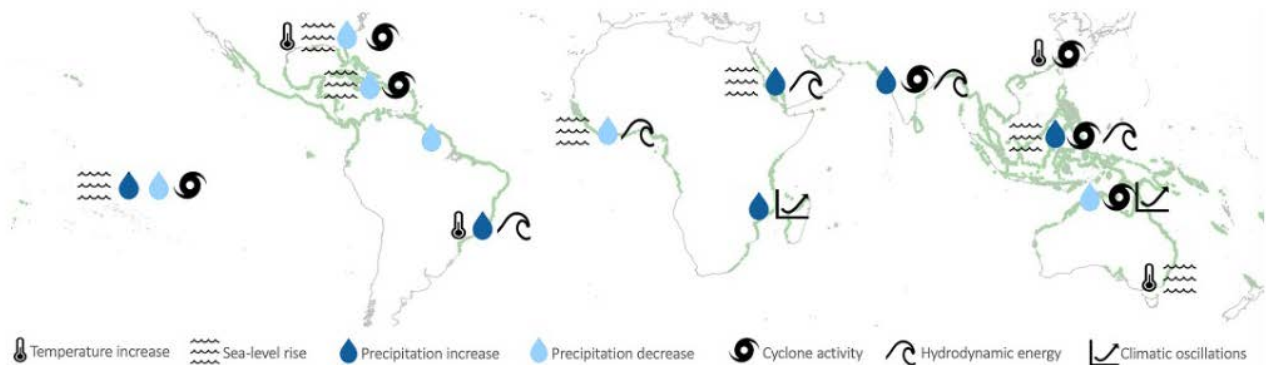 Temperature increase Sea-level rise Precipitation increase Precipitation decrease Cyclone activity Hydrodynamic energy Climatic oscillations